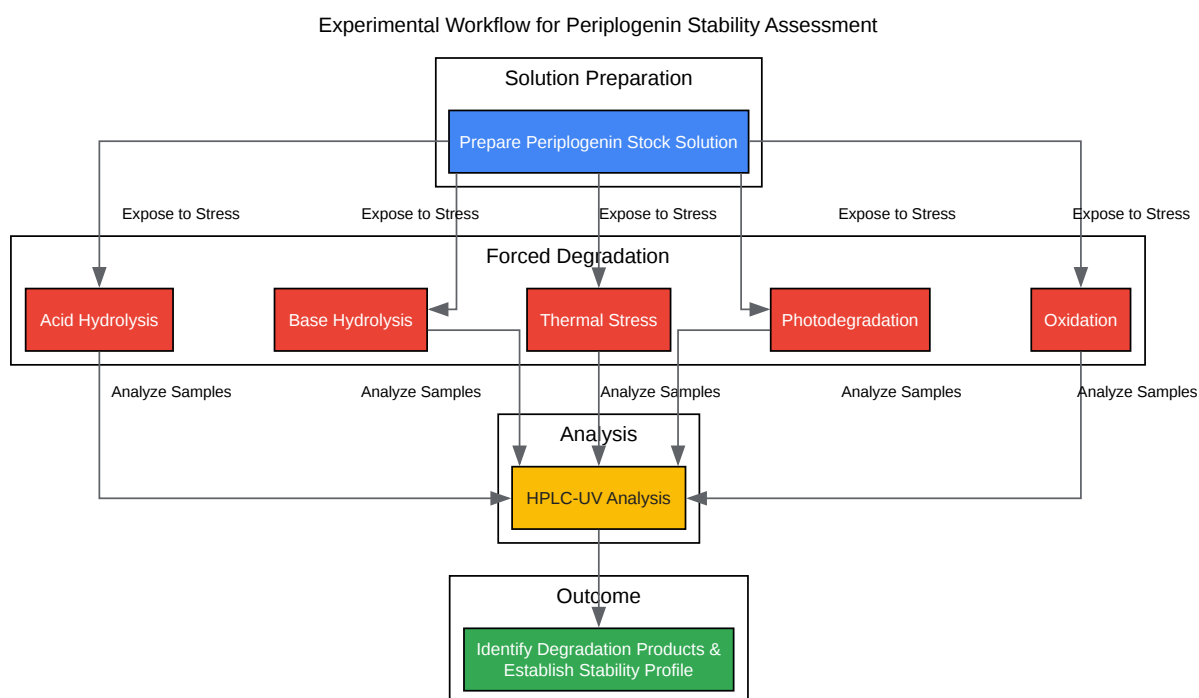 Experimental Workflow for Periplogenin Stability Assessment
Solution Preparation
Prepare Periplogenin Stock Solution
Expose to Stress
Expose to Stress
Expose to Stress
Expose to Stress
Expose to Stress
Forced Degradation
Acid Hydrolysis
Base Hydrolysis
Thermal Stress
Photodegradation
Oxidation
Analyze Samples
Analyze Samples
Analyze Samples
Analyze Samples
Analyze Samples
Analysis
HPLC-UV Analysis
Outcome
Identify Degradation Products &
Establish Stability Profile